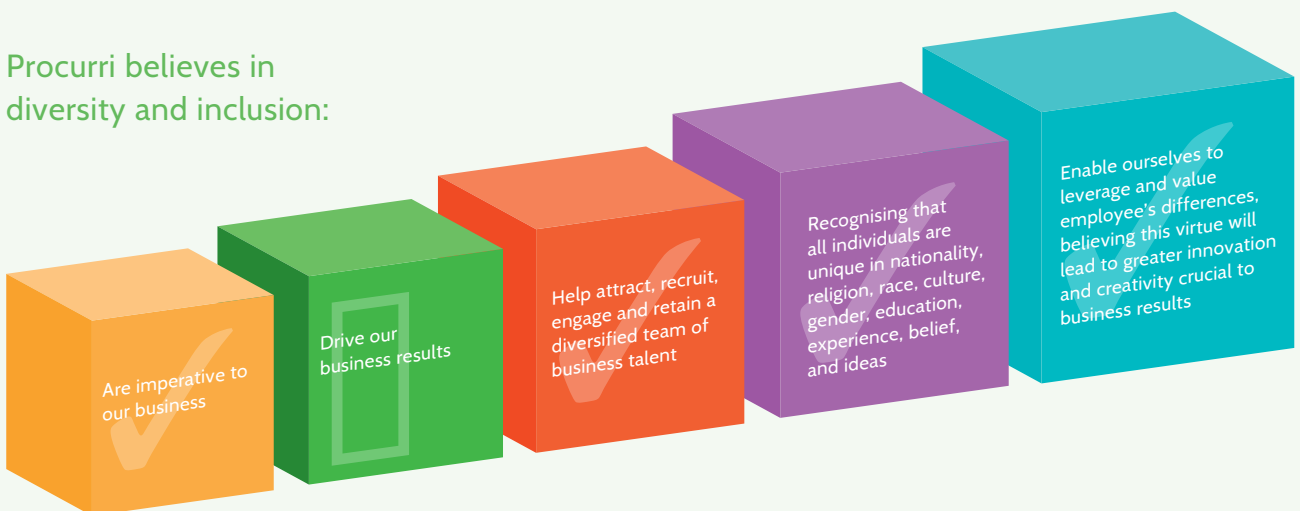 Procurri believes in
diversity and inclusion:
Are imperative to
our business
Drive our
business results
Help attract, recruit,
engage and retain a
diversified team of
business talent
Recognising that
all individuals are
unique in nationality,
religion, race, culture,
gender, education,
experience, belief,
and ideas
Enable ourselves to
leverage and value
employee's differences,
believing this virtue will
lead to greater innovation
and creativity crucial to
business results